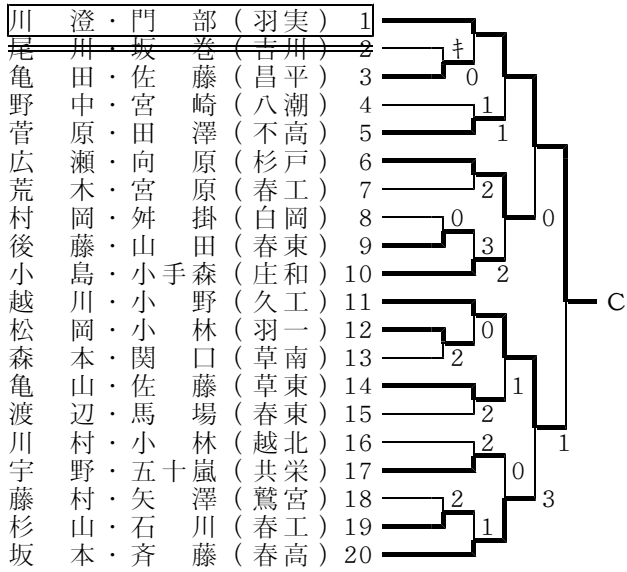 川　澄・門　部（羽実）　1
尾　川・坂　巻（吉川）　2　キ
亀　田・佐　藤（昌平）　3　0
野　中・宮　崎（八潮）　4　1
菅　原・田　澤（不高）　5　1
広　瀬・向　原（杉戸）　6
荒　木・宮　原（春工）　7　2
村　岡・舛　掛（白岡）　8　0　0
後　藤・山　田（春東）　9　3
小　島・小手森（庄和）10　2
越　川・小　野（久工）11　C
松　岡・小　林（羽一）12　0
森　本・関　口（草南）13　2
亀　山・佐　藤（草東）14　1
渡　辺・馬　場（春東）15　2
川　村・小　林（越北）16　2　1
宇　野・五十嵐（共栄）17　0
藤　村・矢　澤（鷲宮）18　2　3
杉　山・石　川（春工）19　1
坂　本・斉　藤（春高）20